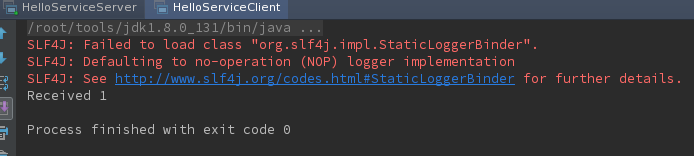 HelloServiceServer HelloServiceClient
/root/tools/jdk1.8.0_131/bin/java ...
SLF4J: Failed to load class "org.slf4j.impl.StaticLoggerBinder".
SLF4J: Defaulting to no-operation (NOP) logger implementation
SLF4J: See http://www.slf4j.org/codes.html#StaticLoggerBinder for further details.
Received 1
Process finished with exit code 0